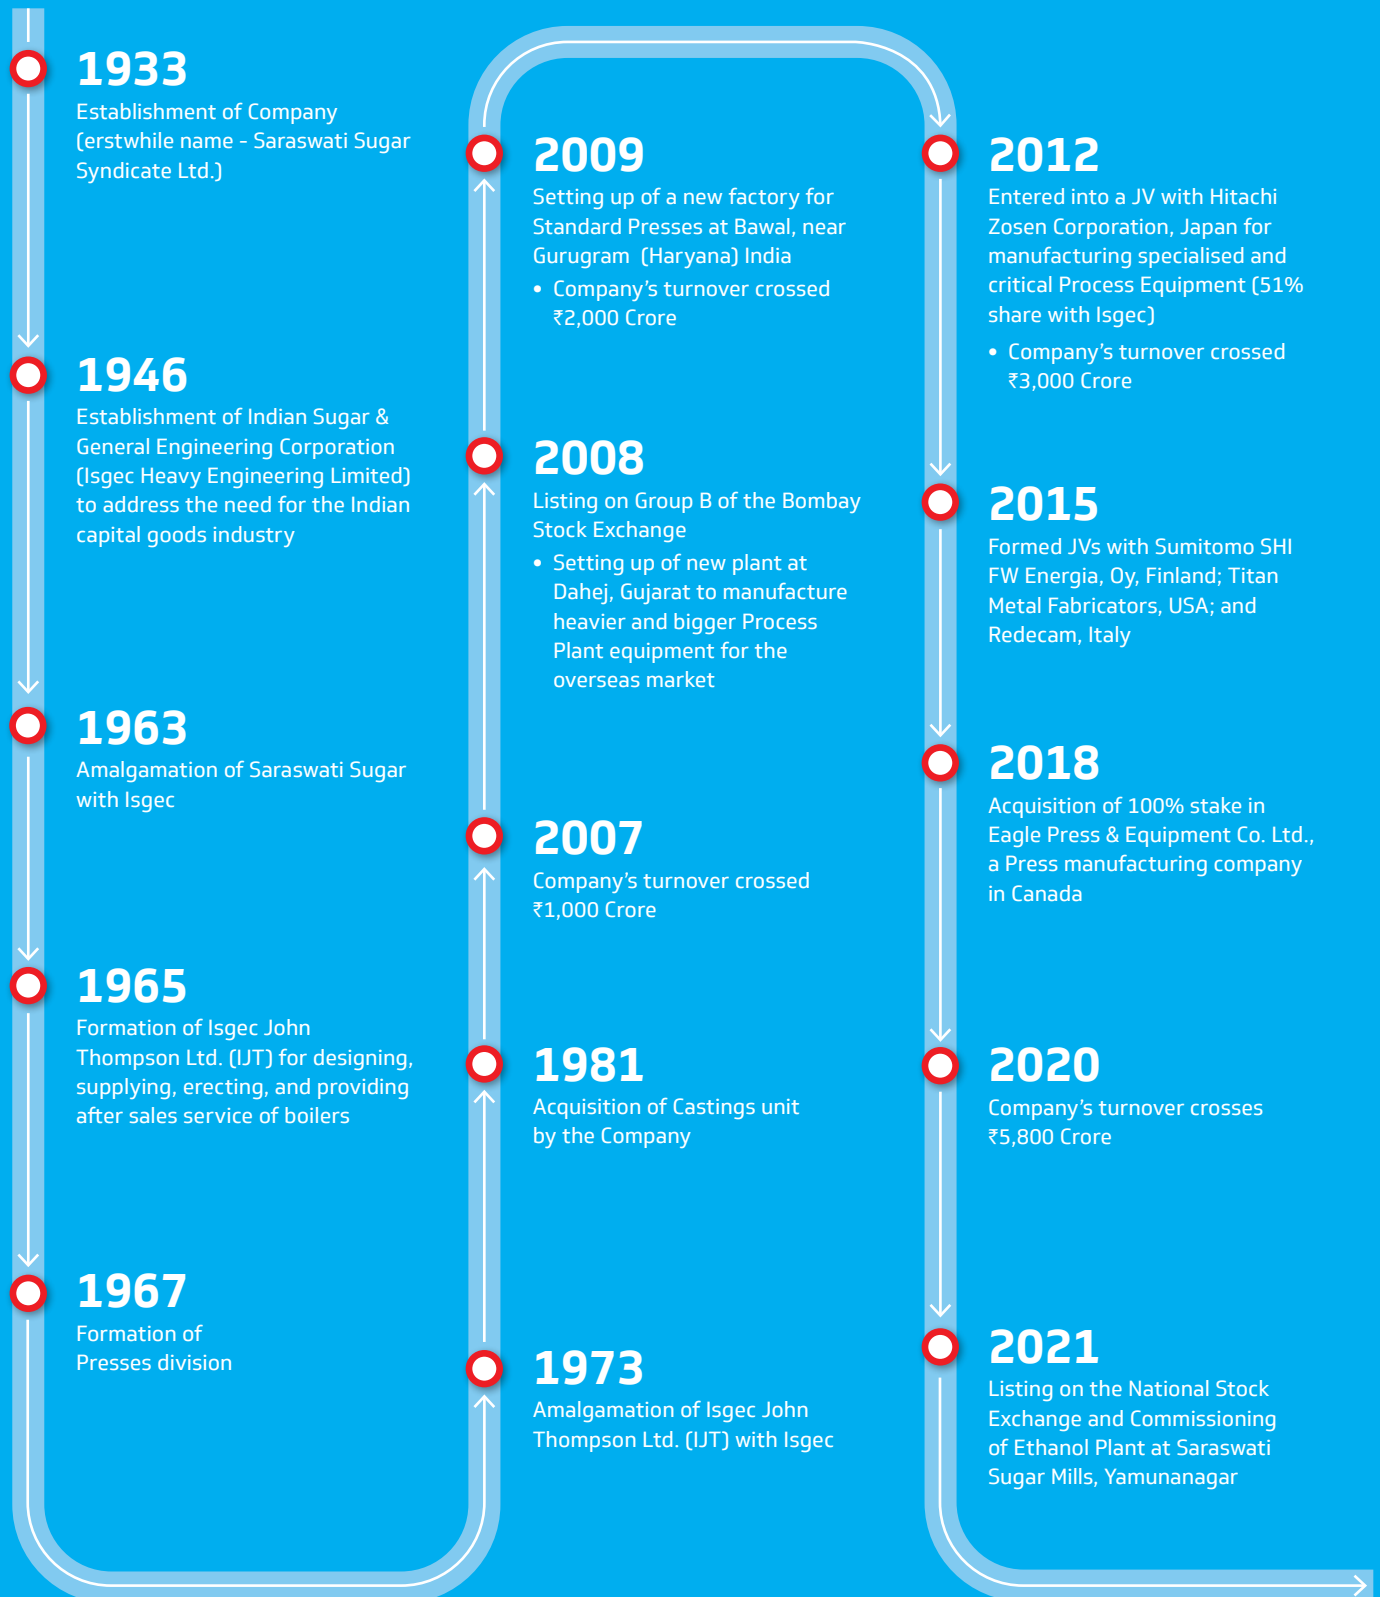 1933
Establishment of Company
(erstwhile name - Saraswati Sugar
Syndicate Ltd.)
1946
Establishment of Indian Sugar &
General Engineering Corporation
(Isgec Heavy Engineering Limited)
to address the need for the Indian
capital goods industry
1963
Amalgamation of Saraswati Sugar
with Isgec
1965
Formation of Isgec John
Thompson Ltd. (IJT) for designing,
supplying, erecting, and providing
after sales service of boilers
1967
Formation of
Presses division
1973
Amalgamation of Isgec John
Thompson Ltd. (IJT) with Isgec
1981
Acquisition of Castings unit
by the Company
2007
Company's turnover crossed
₹1,000 Crore
2008
Listing on Group B of the Bombay
Stock Exchange
• Setting up of new plant at
Dahej, Gujarat to manufacture
heavier and bigger Process
Plant equipment for the
overseas market
2009
Setting up of a new factory for
Standard Presses at Bawal, near
Gurugram (Haryana) India
• Company's turnover crossed
₹2,000 Crore
2012
Entered into a JV with Hitachi
Zosen Corporation, Japan for
manufacturing specialised and
critical Process Equipment (51%
share with Isgec)
• Company's turnover crossed
₹3,000 Crore
2015
Formed JVs with Sumitomo SHI
FW Energia, Oy, Finland; Titan
Metal Fabricators, USA; and
Redecam, Italy
2018
Acquisition of 100% stake in
Eagle Press & Equipment Co. Ltd.,
a Press manufacturing company
in Canada
2020
Company's turnover crosses
₹5,800 Crore
2021
Listing on the National Stock
Exchange and Commissioning
of Ethanol Plant at Saraswati
Sugar Mills, Yamunanagar